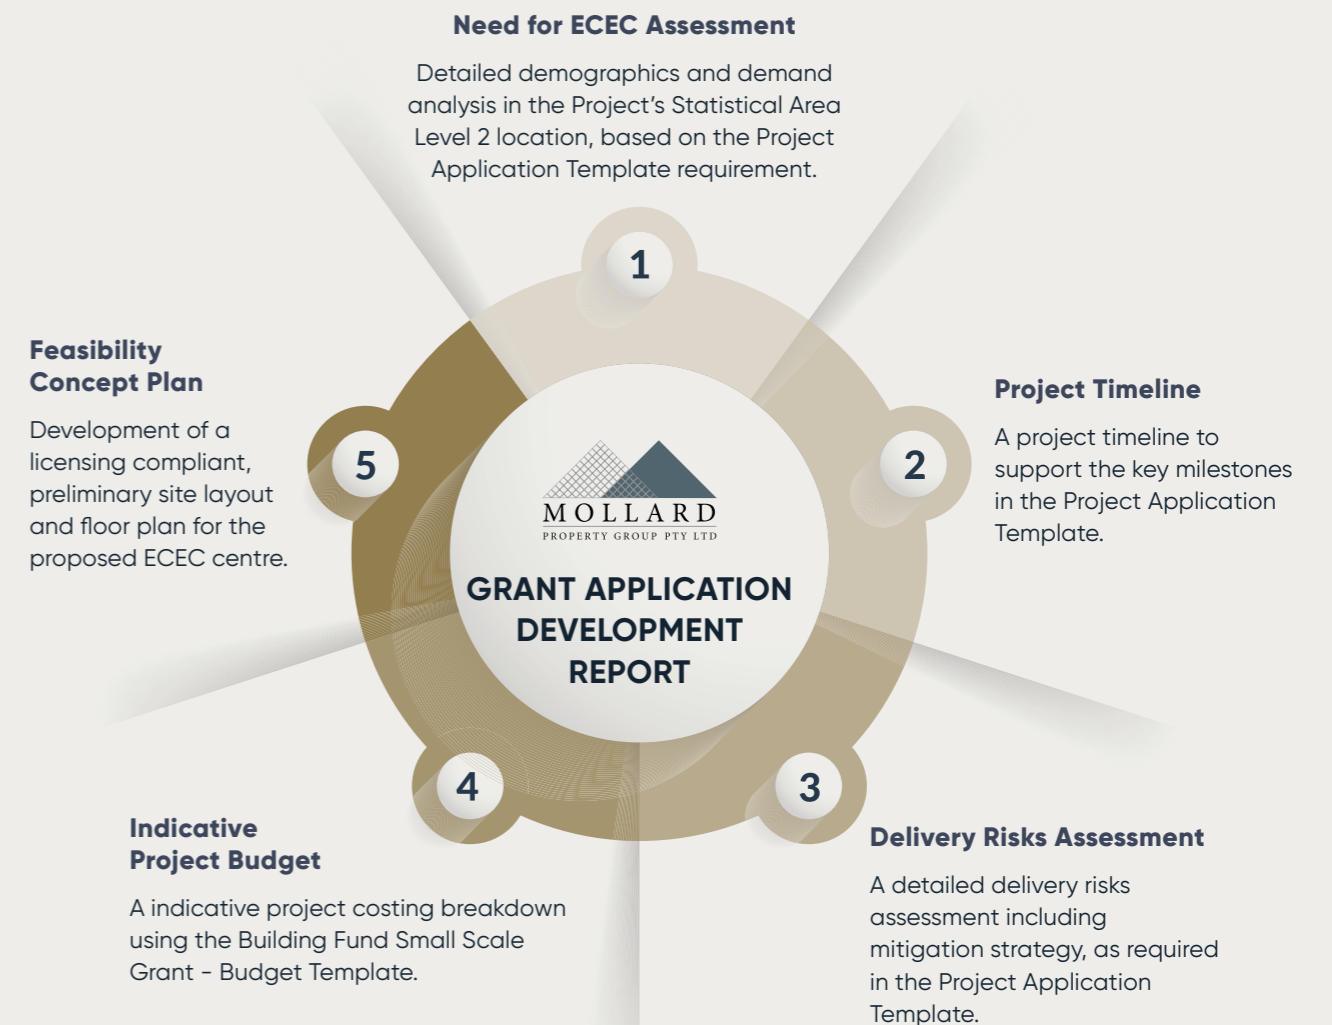 Need for ECEC Assessment
Detailed demographics and demand
analysis in the Project's Statistical Area
Level 2 location, based on the Project
Application Template requirement.
1
Project Timeline
A project timeline to
support the key milestones
in the Project Application
Template.
2
Delivery Risks Assessment
A detailed delivery risks
assessment including
mitigation strategy, as required
in the Project Application
Template.
3
Indicative
Project Budget
A indicative project costing breakdown
using the Building Fund Small Scale
Grant - Budget Template.
4
Feasibility
Concept Plan
Development of a
licensing compliant,
preliminary site layout
and floor plan for the
proposed ECEC centre.
5
MOLLARD
PROPERTY GROUP PTY LTD
GRANT APPLICATION
DEVELOPMENT
REPORT